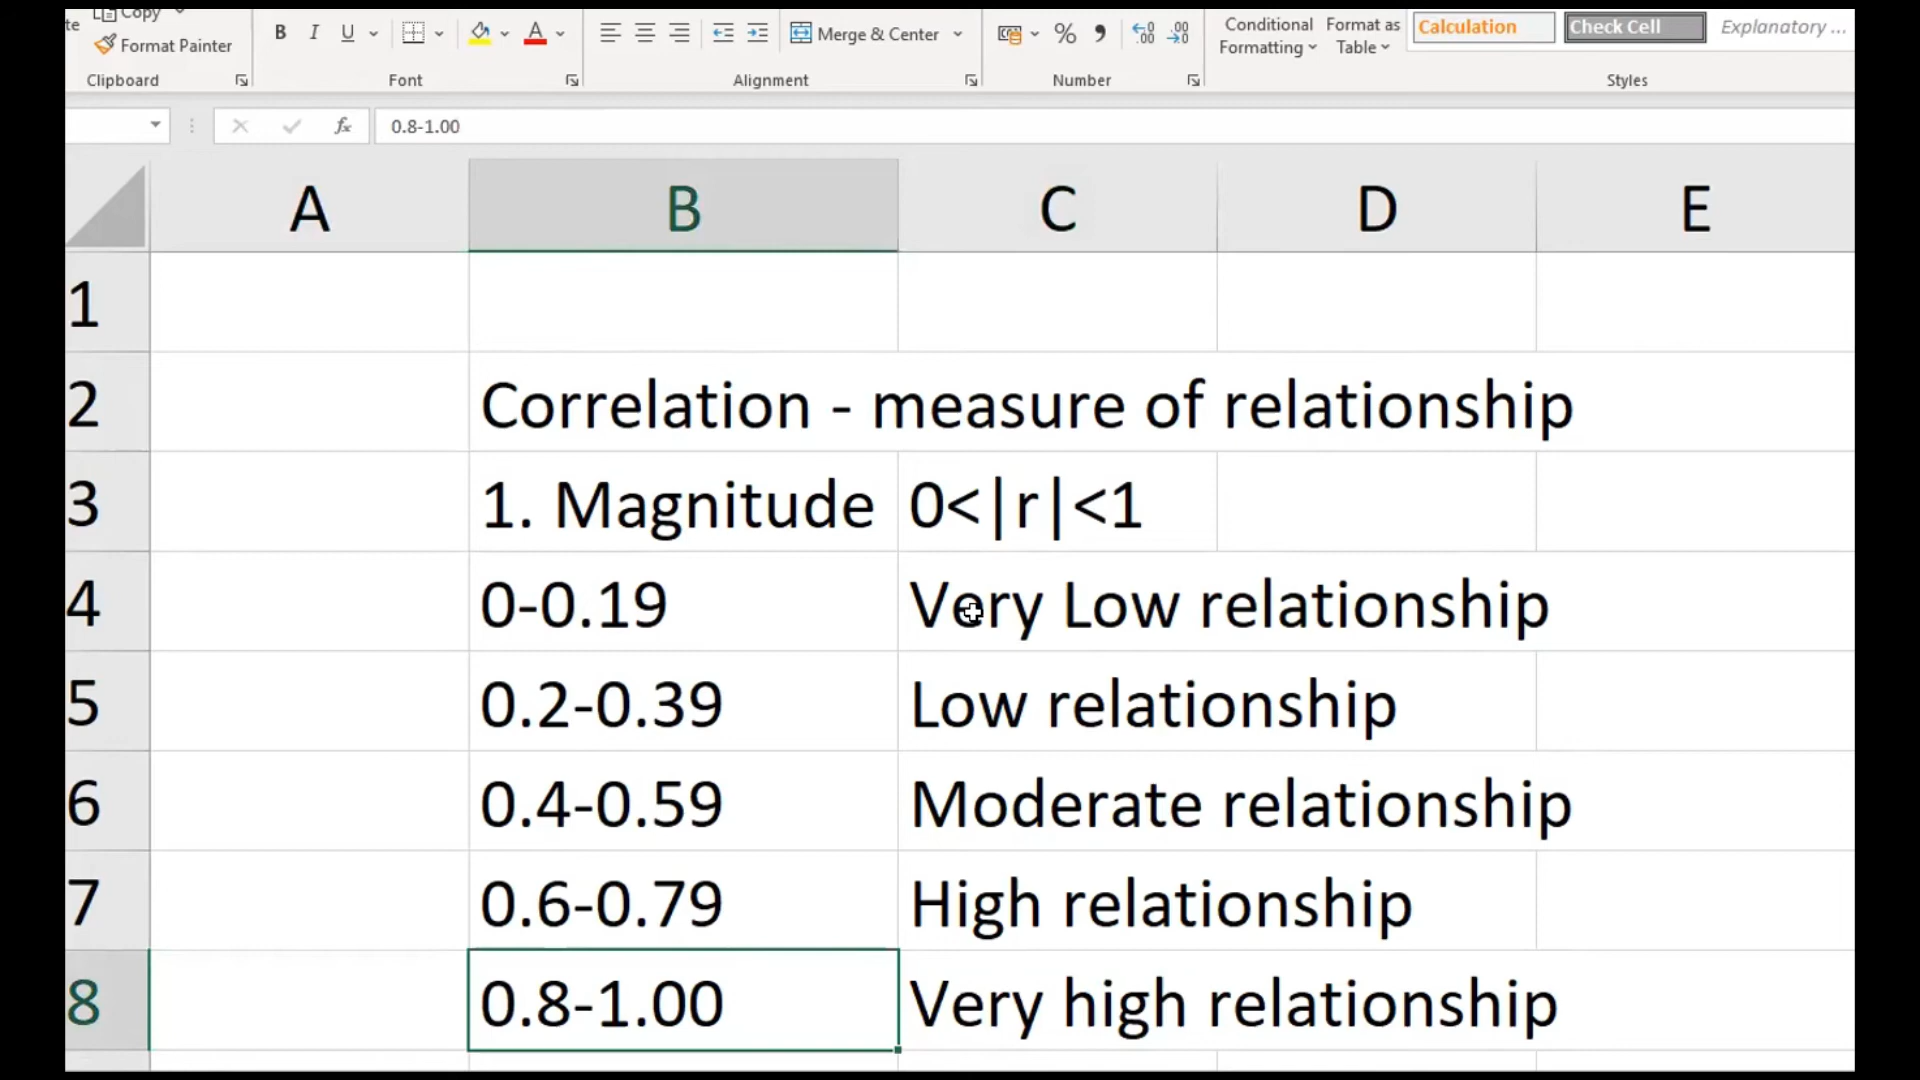 te Copy
Format Painter
B I U A Merge & Center % , Conditional Formatting Format as Table Calculation Check Cell Explanatory ...
Clipboard Font Alignment Number Styles
fx 0.8-1.00
A B C D E
1
2 Correlation - measure of relationship
3 1. Magnitude 0<|r|<1
4 0-0.19 Very Low relationship
5 0.2-0.39 Low relationship
6 0.4-0.59 Moderate relationship
7 0.6-0.79 High relationship
8 0.8-1.00 Very high relationship